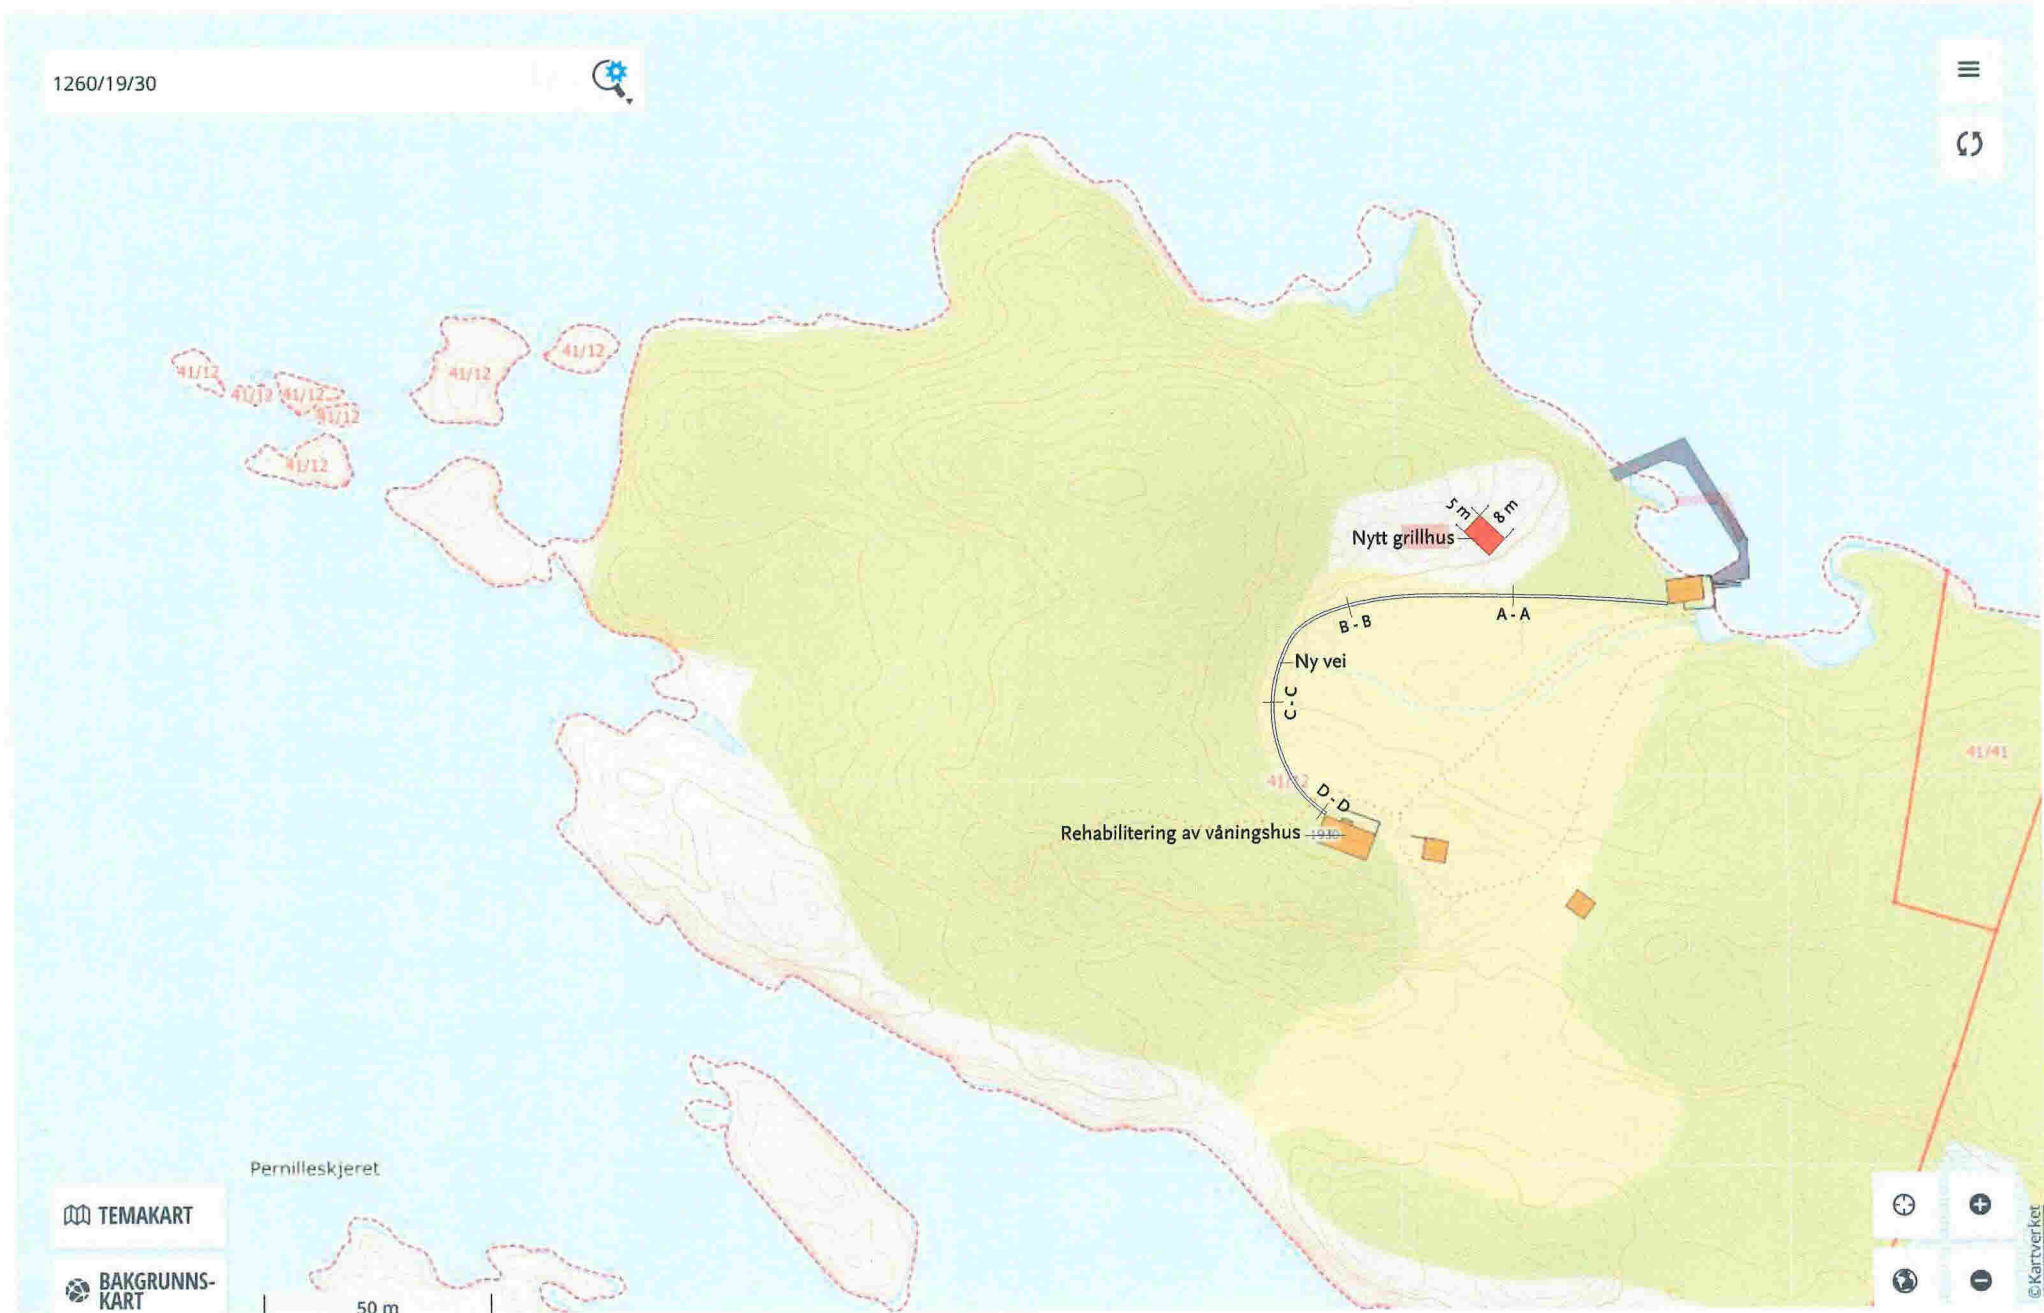 1260/19/30
41/12
41/12
41/12
41/12
41/12
41/12
41/12
5 m
8 m
Nytt grillhus
A - A
B - B
Ny vei
C - C
41/41
41/12
D - D
Rehabilitering av våningshus
1930
Pernilleskjeret
TEMAKART
BAKGRUNNS-
KART
50 m
©Kartverket